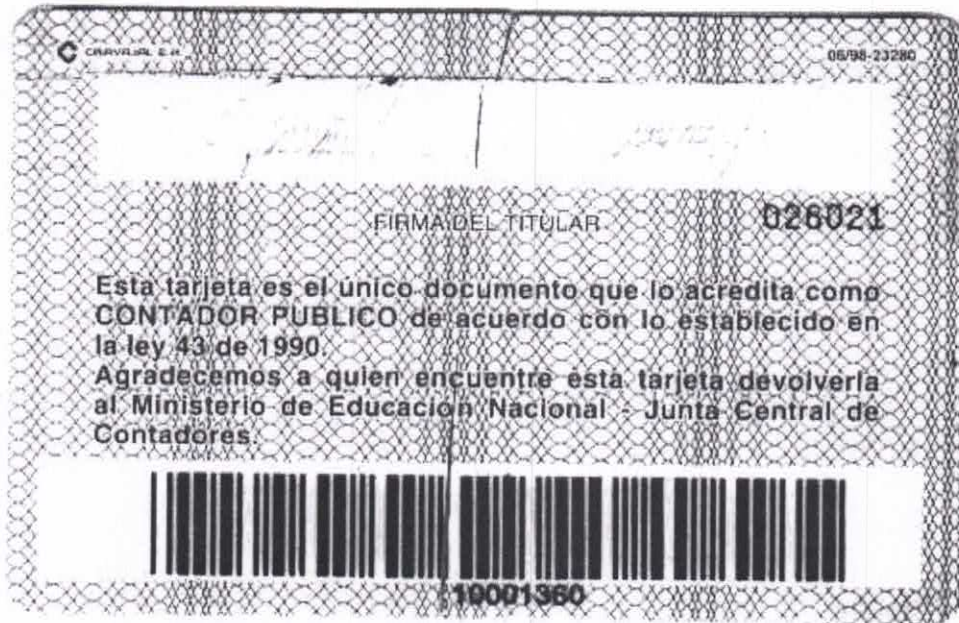 CARVAJAL S.A.
06/98-23280
FIRMA DEL TITULAR
026021
Esta tarjeta es el único documento que lo acredita como
CONTADOR PUBLICO de acuerdo con lo establecido en
la ley 43 de 1990.
Agradecemos a quien encuentre esta tarjeta devolverla
al Ministerio de Educación Nacional - Junta Central de
Contadores.
10001360